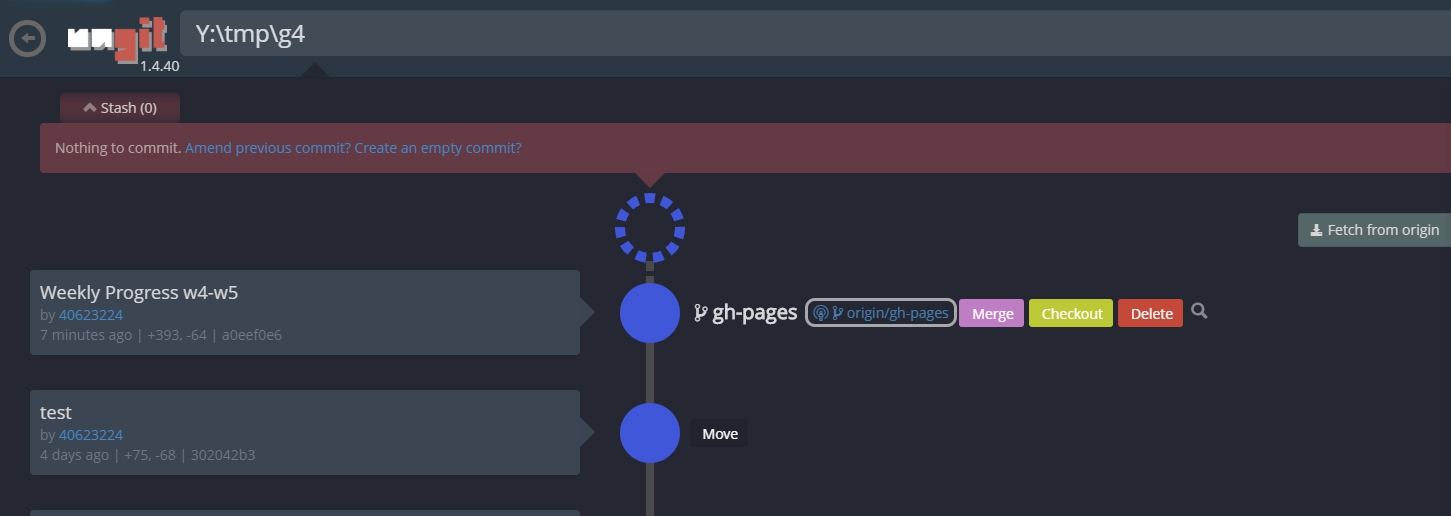 ungit
1.4.40
Y:\tmp\g4
Stash (0)
Nothing to commit. Amend previous commit? Create an empty commit?
Fetch from origin
Weekly Progress w4-w5
by 40623224
7 minutes ago | +393, -64 | a0eef0e6
gh-pages origin/gh-pages Merge Checkout Delete
test
by 40623224
4 days ago | +75, -68 | 302042b3
Move